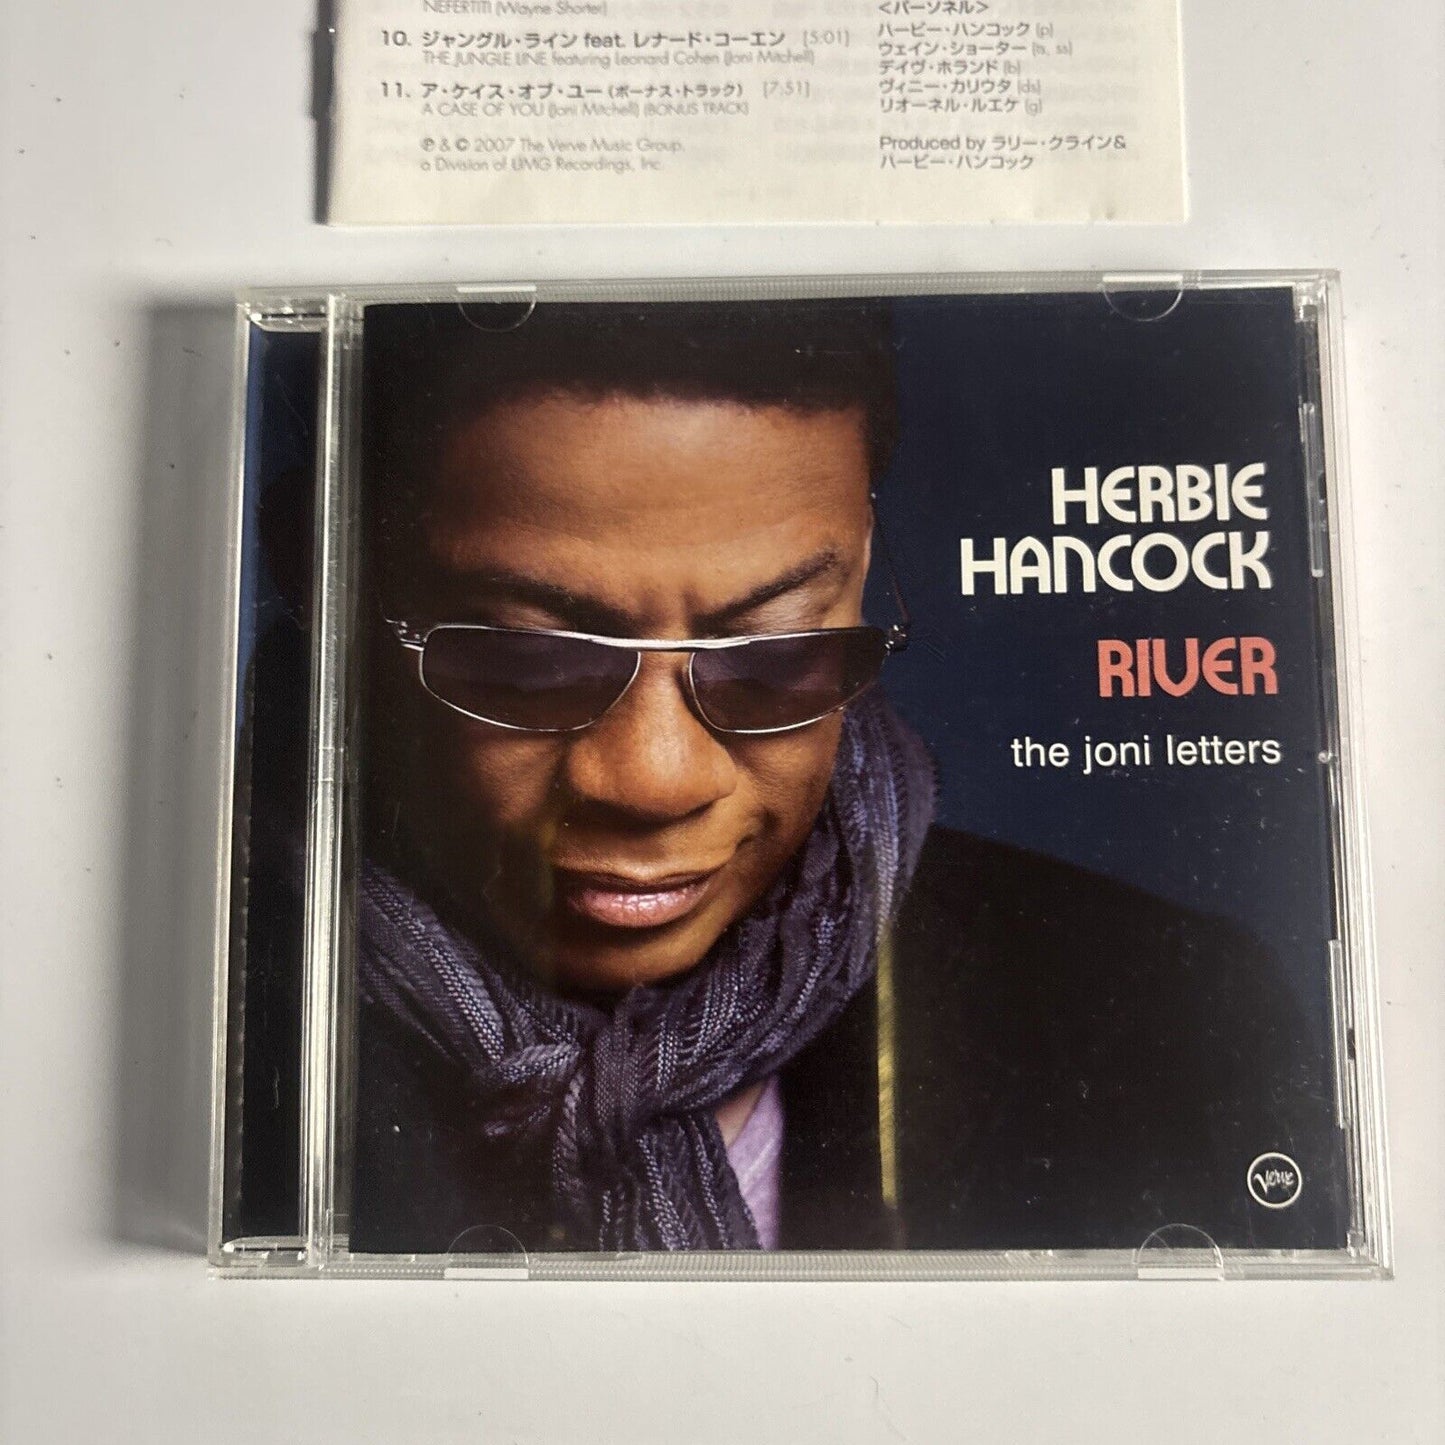 NEFERTITI (Wayne Shorter)
10. ジャングル・ライン feat. レナード・コーエン [5:01]
THE JUNGLE LINE featuring Leonard Cohen (Joni Mitchell)
11. ア・ケイス・オブ・ユー (ボーナス・トラック) [7:51]
A CASE OF YOU (Joni Mitchell) (BONUS TRACK)
℗ & © 2007 The Verve Music Group,
a Division of UMG Recordings, Inc.
<パーソネル>
ハービー・ハンコック (p)
ウェイン・ショーター (ts, ss)
デイヴ・ホランド (b)
ヴィニー・カリウタ (ds)
リオーネル・ルエケ (g)
Produced by ラリー・クライン&
ハービー・ハンコック
HERBIE
HANCOCK
RIVER
the joni letters
Verve